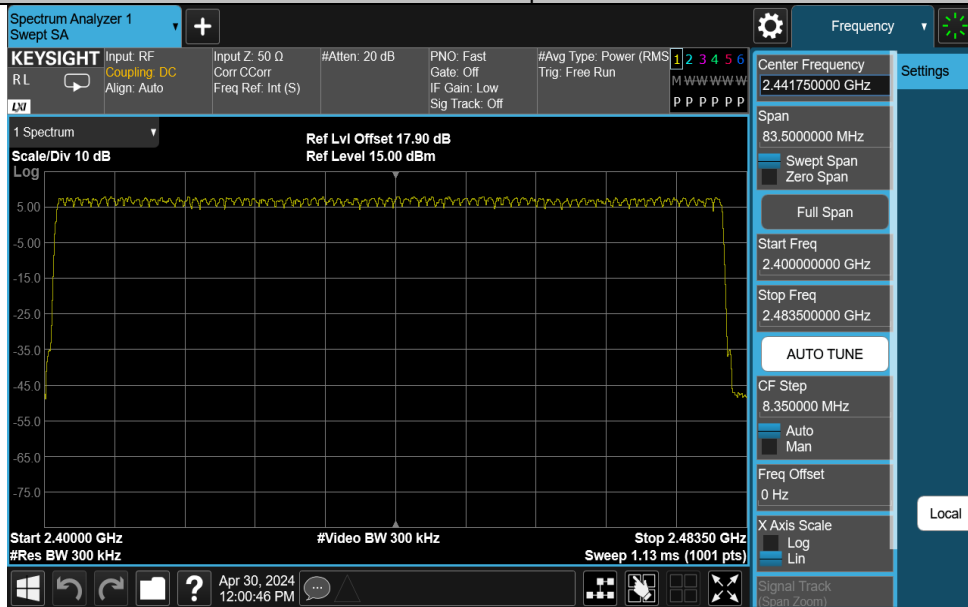 Spectrum Analyzer 1
Swept SA
+
Frequency
KEYSIGHT
R L
LXI
Input: RF
Coupling: DC
Align: Auto
Input Z: 50 Ω
Corr CCorr
Freq Ref: Int (S)
#Atten: 20 dB
PNO: Fast
Gate: Off
IF Gain: Low
Sig Track: Off
#Avg Type: Power (RMS
Trig: Free Run
1 2 3 4 5 6
M W W W W W
P P P P P P
Center Frequency
2.441750000 GHz
Settings
Span
83.5000000 MHz
Swept Span
Zero Span
Full Span
Start Freq
2.400000000 GHz
Stop Freq
2.483500000 GHz
AUTO TUNE
CF Step
8.350000 MHz
Auto
Man
Freq Offset
0 Hz
X Axis Scale
Log
Lin
Signal Track
(Span Zoom)
Local
1 Spectrum
Scale/Div 10 dB
Log
Ref Lvl Offset 17.90 dB
Ref Level 15.00 dBm
5.00
-5.00
-15.0
-25.0
-35.0
-45.0
-55.0
-65.0
-75.0
Start 2.40000 GHz
#Res BW 300 kHz
#Video BW 300 kHz
Stop 2.48350 GHz
Sweep 1.13 ms (1001 pts)
?
Apr 30, 2024
12:00:46 PM